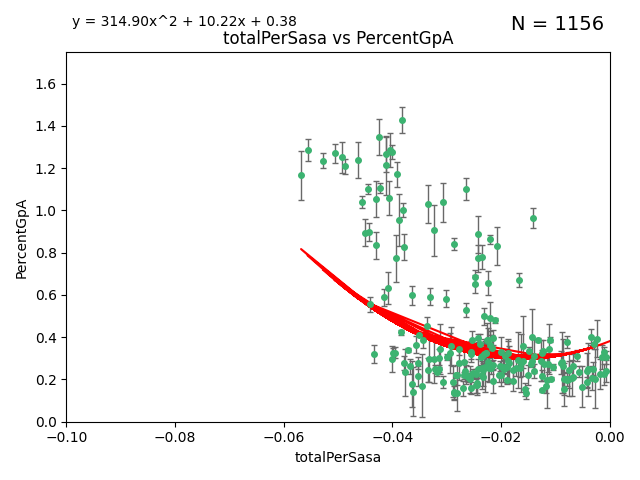 y = 314.90x^2 + 10.22x + 0.38
N = 1156
totalPerSasa vs PercentGpA
1.6
1.4
1.2
1.0
0.8
0.6
0.4
0.2
0.0
PercentGpA
−0.10 −0.08 −0.06 −0.04 −0.02 0.00
totalPerSasa